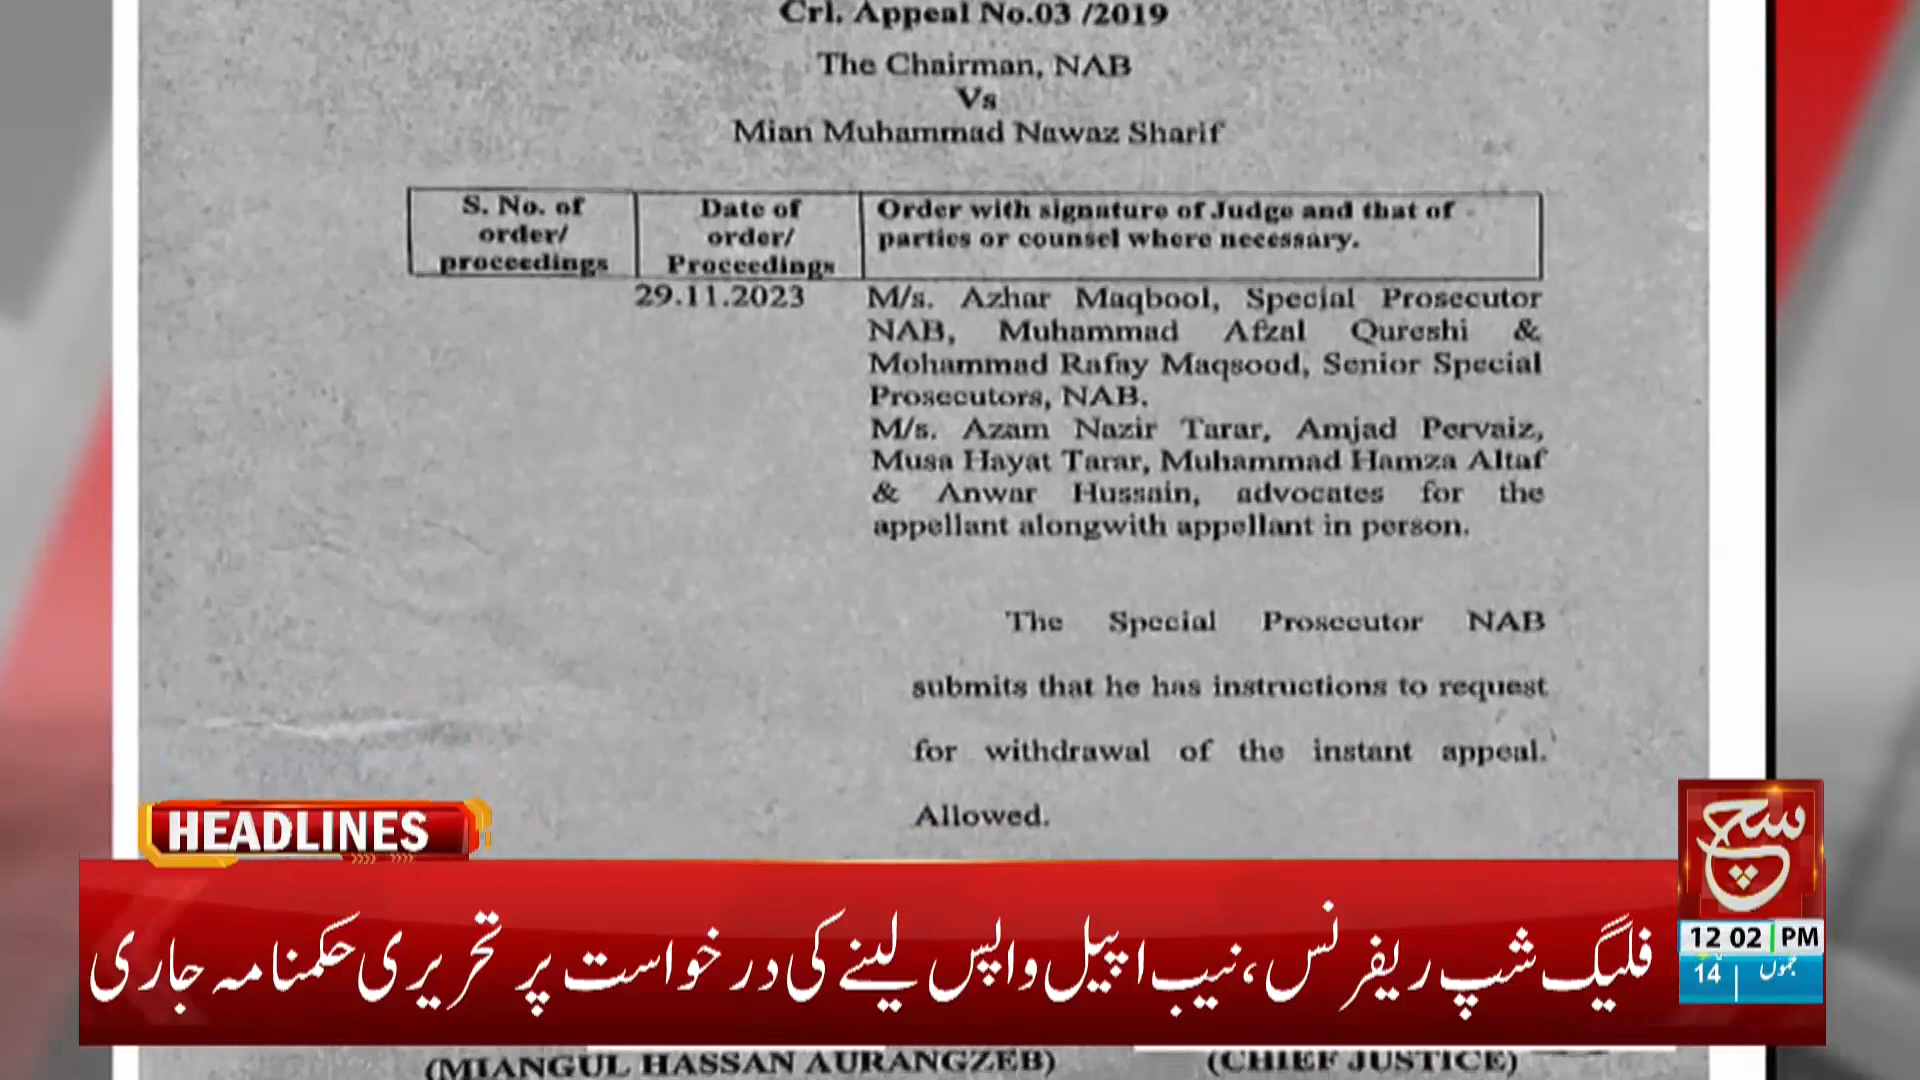 Crl. Appeal No.03 /2019
The Chairman, NAB
Vs
Mian Muhammad Nawaz Sharif
S. No. of
order/
proceedings
Date of
order/
Proceedings
Order with signature of Judge and that of
parties or counsel where necessary.
29.11.2023
M/s. Azhar Maqbool, Special Prosecutor
NAB, Muhammad Afzal Qureshi &
Mohammad Rafay Maqsood, Senior Special
Prosecutors, NAB.
M/s. Azam Nazir Tarar, Amjad Pervaiz,
Musa Hayat Tarar, Muhammad Hamza Altaf
& Anwar Hussain, advocates for the
appellant alongwith appellant in person.
The Special Prosecutor NAB
submits that he has instructions to request
for withdrawal of the instant appeal.
Allowed.
HEADLINES
سچ
فلیگ شپ ریفرنس، نیب اپیل واپس لینے کی درخواست پر تحریری حکمنامہ جاری
12 02 PM
جموں
14
(MIANGUL HASSAN AURANGZEB)
(CHIEF JUSTICE)